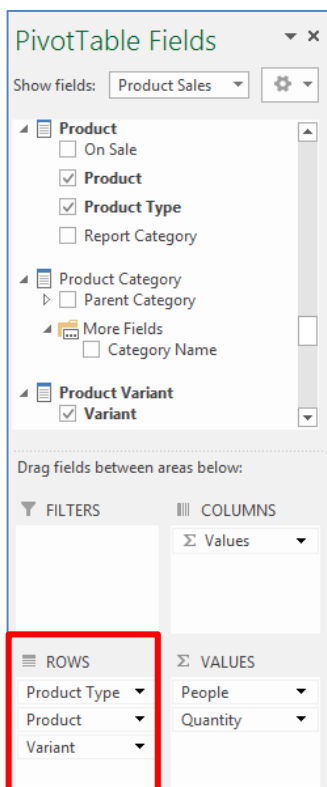 PivotTable Fields
Show fields: Product Sales
Product
On Sale
Product
Product Type
Report Category
Product Category
Parent Category
More Fields
Category Name
Product Variant
Variant
Drag fields between areas below:
FILTERS
COLUMNS
Σ Values
ROWS
Σ VALUES
Product Type
People
Product
Quantity
Variant